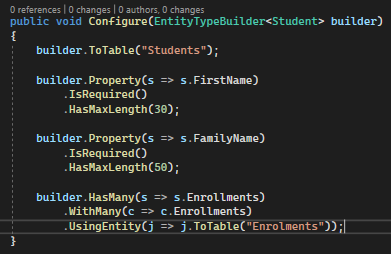 0 references | 0 changes | 0 authors, 0 changes
public void Configure(EntityTypeBuilder<Student> builder)
{
builder.ToTable("Students");
builder.Property(s => s.FirstName)
.IsRequired()
.HasMaxLength(30);
builder.Property(s => s.FamilyName)
.IsRequired()
.HasMaxLength(50);
builder.HasMany(s => s.Enrollments)
.WithMany(c => c.Enrollments)
.UsingEntity(j => j.ToTable("Enrolments"));
}